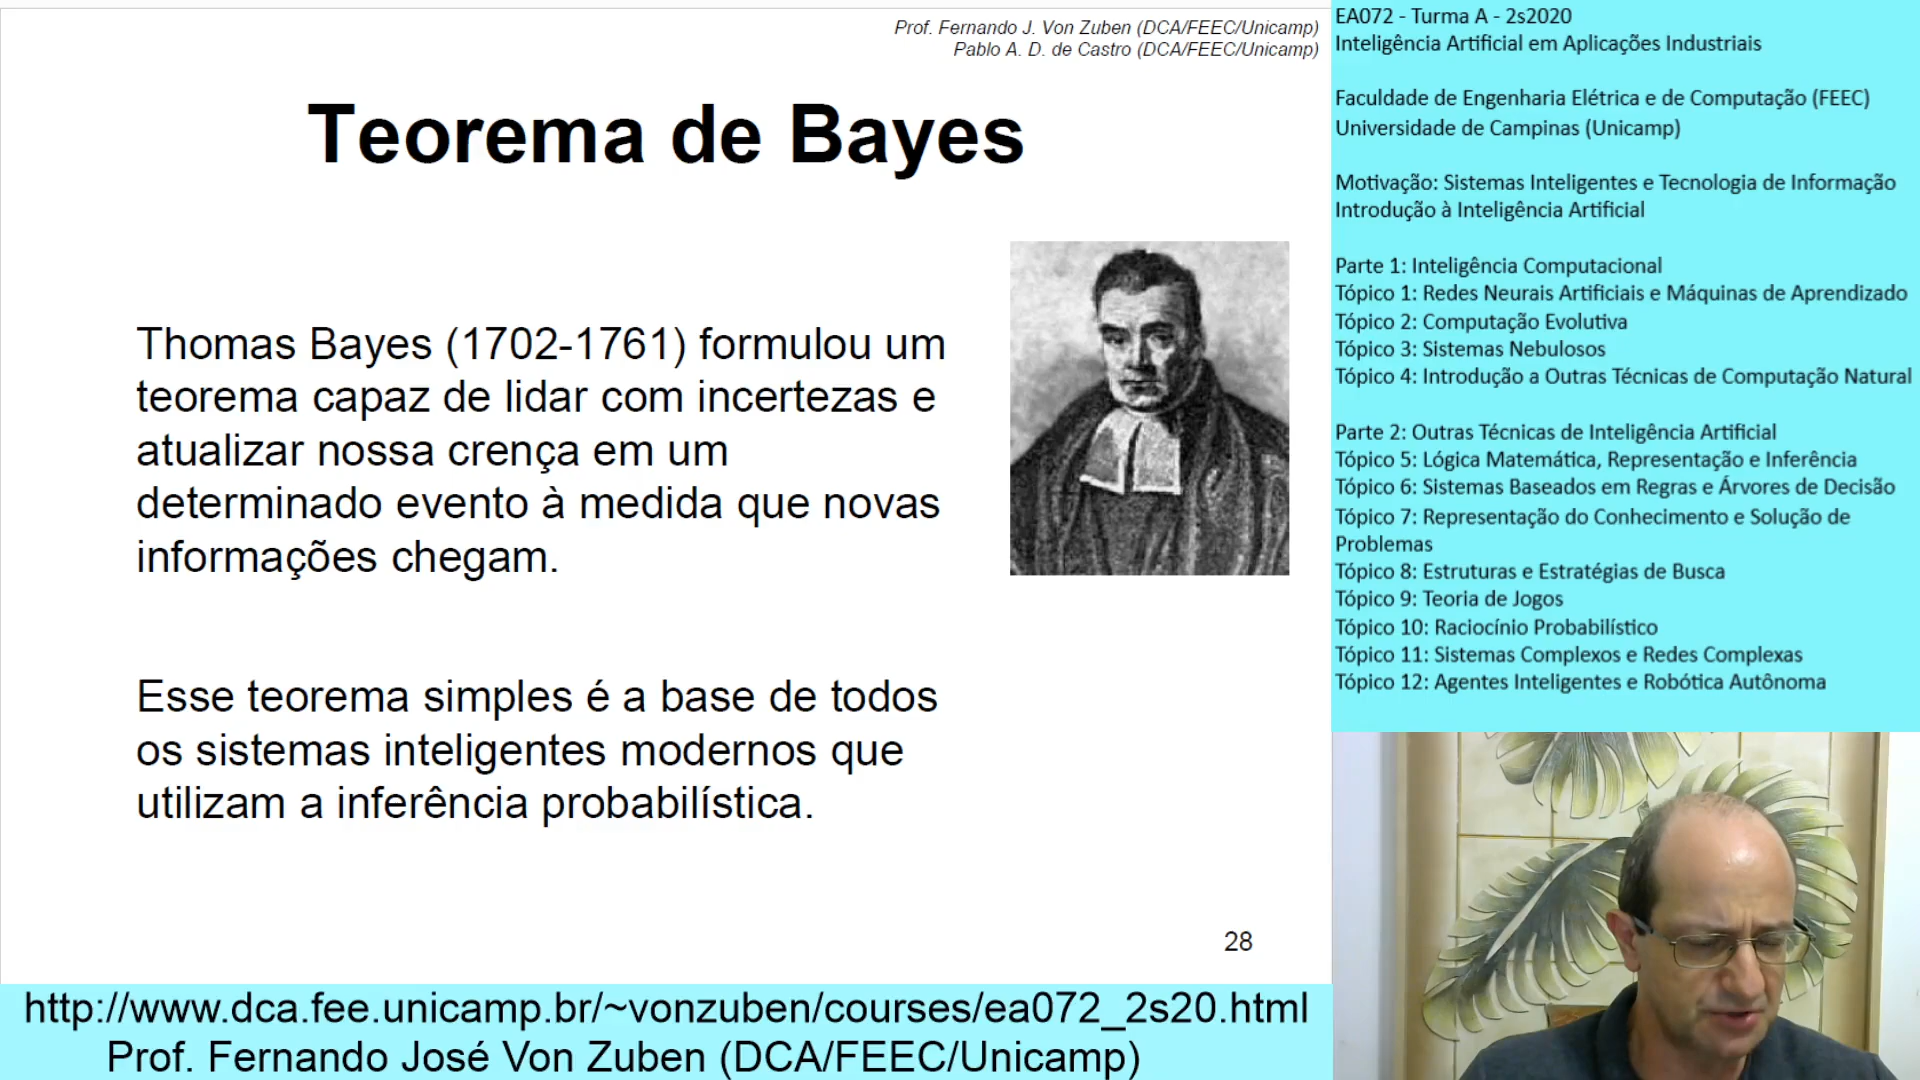 Prof. Fernando J. Von Zuben (DCA/FEEC/Unicamp)
Pablo A. D. de Castro (DCA/FEEC/Unicamp)
Teorema de Bayes
Thomas Bayes (1702-1761) formulou um
teorema capaz de lidar com incertezas e
atualizar nossa crença em um
determinado evento à medida que novas
informações chegam.
Esse teorema simples é a base de todos
os sistemas inteligentes modernos que
utilizam a inferência probabilística.
28
http://www.dca.fee.unicamp.br/~vonzuben/courses/ea072_2s20.html
Prof. Fernando José Von Zuben (DCA/FEEC/Unicamp)
EA072 - Turma A - 2s2020
Inteligência Artificial em Aplicações Industriais
Faculdade de Engenharia Elétrica e de Computação (FEEC)
Universidade de Campinas (Unicamp)
Motivação: Sistemas Inteligentes e Tecnologia de Informação
Introdução à Inteligência Artificial
Parte 1: Inteligência Computacional
Tópico 1: Redes Neurais Artificiais e Máquinas de Aprendizado
Tópico 2: Computação Evolutiva
Tópico 3: Sistemas Nebulosos
Tópico 4: Introdução a Outras Técnicas de Computação Natural
Parte 2: Outras Técnicas de Inteligência Artificial
Tópico 5: Lógica Matemática, Representação e Inferência
Tópico 6: Sistemas Baseados em Regras e Árvores de Decisão
Tópico 7: Representação do Conhecimento e Solução de
Problemas
Tópico 8: Estruturas e Estratégias de Busca
Tópico 9: Teoria de Jogos
Tópico 10: Raciocínio Probabilístico
Tópico 11: Sistemas Complexos e Redes Complexas
Tópico 12: Agentes Inteligentes e Robótica Autônoma